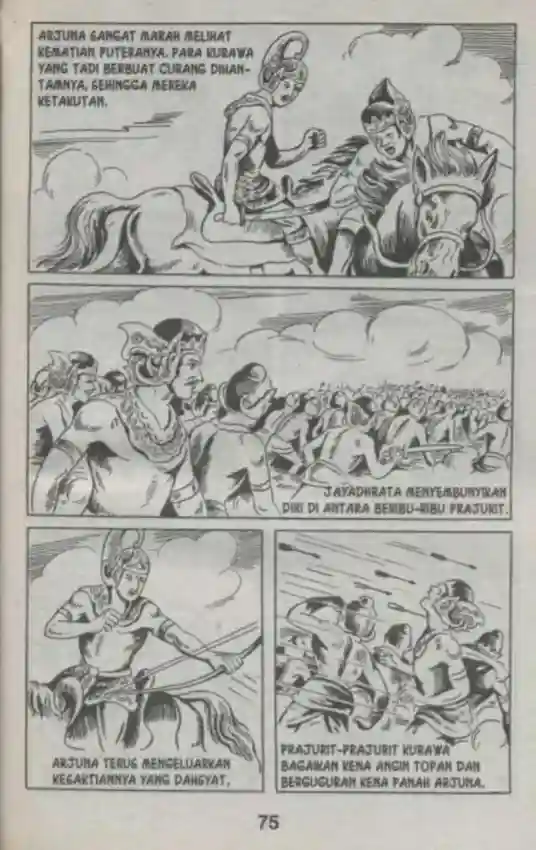 ARJUNA SANGAT MARAH MELIHAT
KEMATIAN PUTERANYA. PARA KURAWA
YANG TADI BERBUAT CURANG DIHAN-
TAMNYA, SEHINGGA MEREKA
KETAKUTAN.
JAYADHRATA MENYEMBUNYIKAN
DIRI DI ANTARA BERIBU-RIBU PRAJURIT.
ARJUNA TERUS MENGELUARKAN
KESAKTIANNYA YANG DAHSYAT,
PRAJURIT-PRAJURIT KURAWA
BAGAIKAN KENA ANGIN TOPAN DAN
BERGUGURAN KENA PANAH ARJUNA.
75